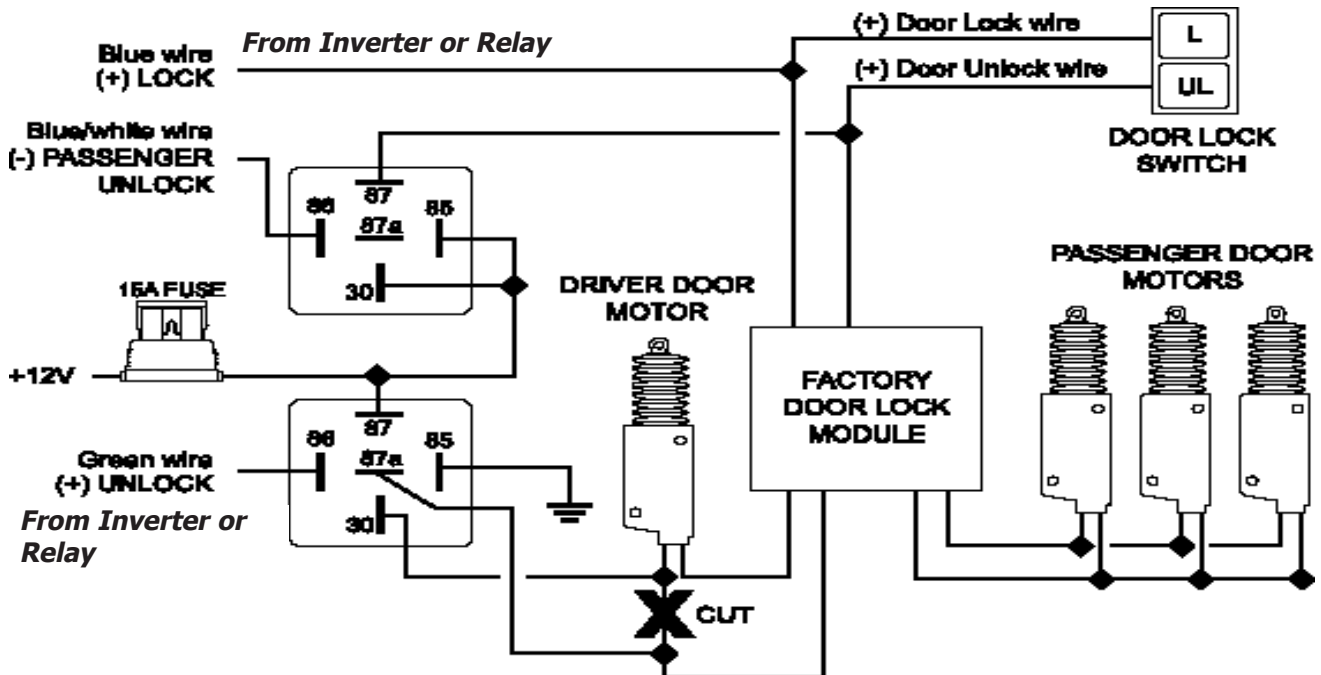 From Inverter or Relay
Blue wire
(+) LOCK
(+) Door Lock wire
L
(+) Door Unlock wire
UL
DOOR LOCK
SWITCH
Blue/white wire
(-) PASSENGER
UNLOCK
87
86
87a
85
30
15A FUSE
+12V
DRIVER DOOR
MOTOR
PASSENGER DOOR
MOTORS
FACTORY
DOOR LOCK
MODULE
87
86
87a
85
30
Green wire
(+) UNLOCK
From Inverter or
Relay
CUT